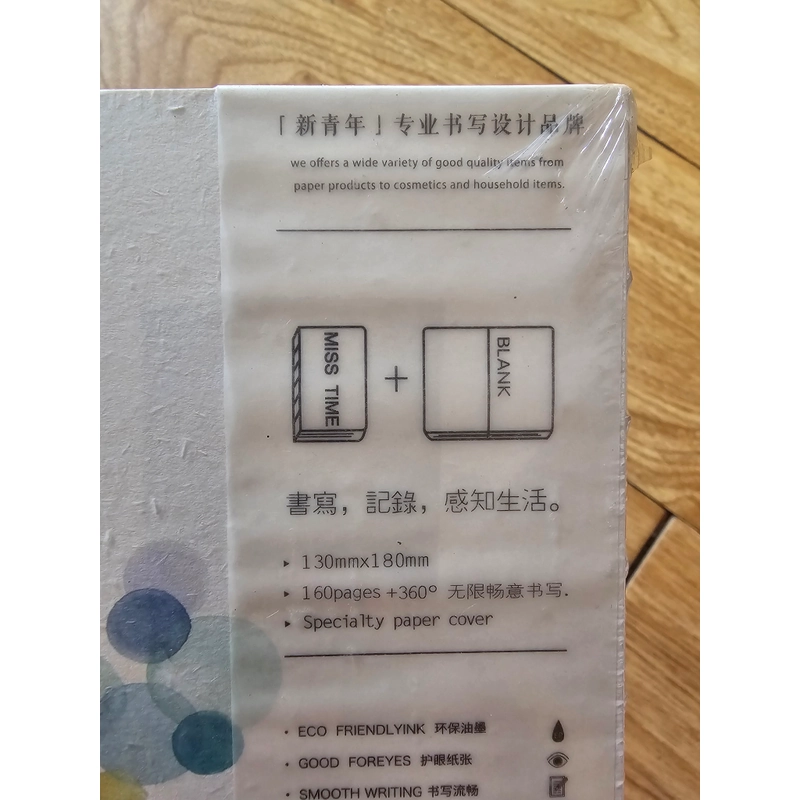 「新青年」专业书写设计品牌
we offers a wide variety of good quality items from
paper products to cosmetics and household items.
MISS TIME
+
BLANK
書寫，記錄，感知生活。
▸ 130mmx180mm
▸ 160pages +360° 无限畅意书写.
▸ Specialty paper cover
· ECO FRIENDLYINK 环保油墨
· GOOD FOREYES 护眼纸张
· SMOOTH WRITING 书写流畅